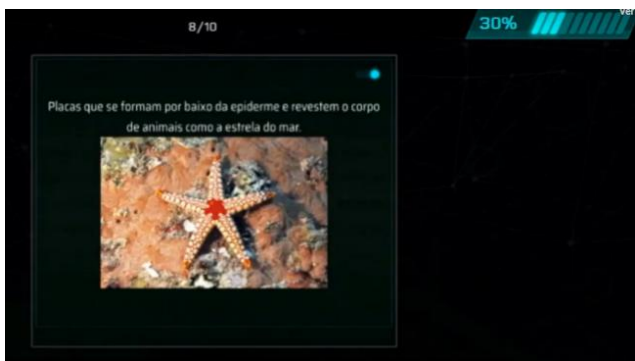 8/10
30%
ver
Placas que se formam por baixo da epiderme e revestem o corpo
de animais como a estrela do mar.